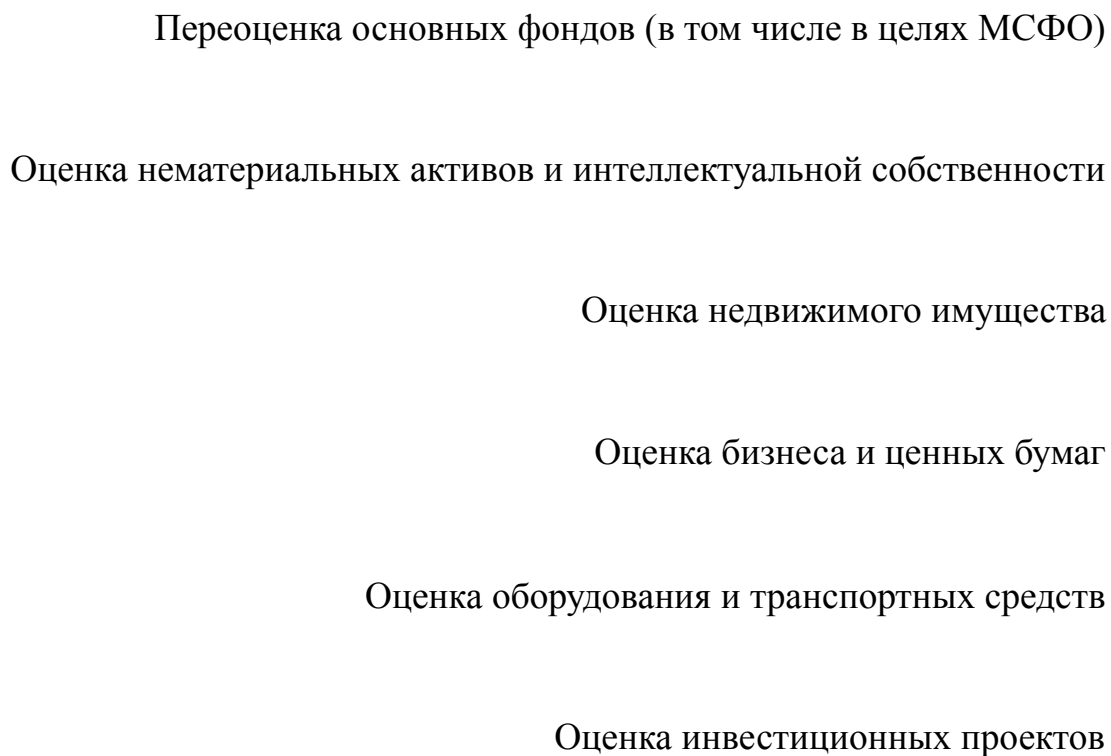 Переоценка основных фондов (в том числе в целях МСФО)
Оценка нематериальных активов и интеллектуальной собственности
Оценка недвижимого имущества
Оценка бизнеса и ценных бумаг
Оценка оборудования и транспортных средств
Оценка инвестиционных проектов